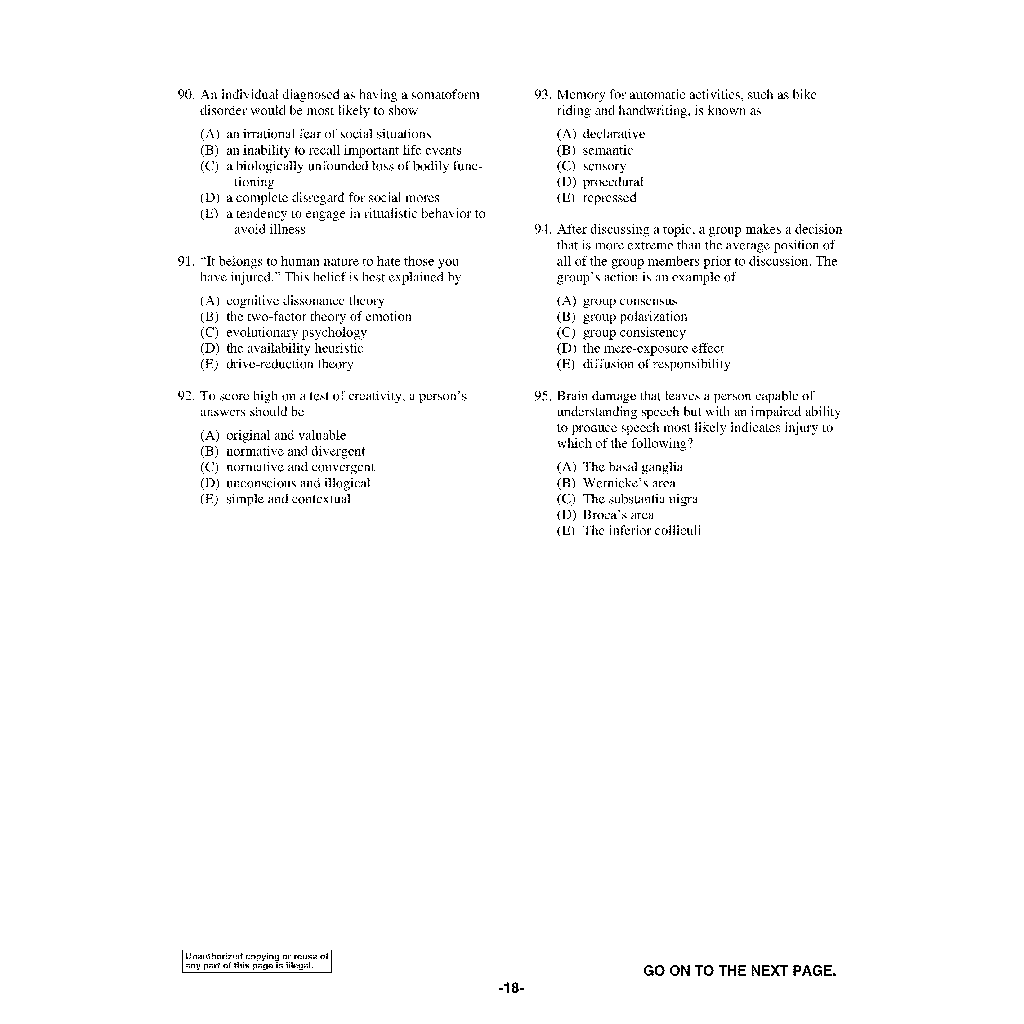 90. An individual diagnosed as having a somatoform
disorder would be most likely to show
(A) an irrational fear of social situations
(B) an inability to recall important life events
(C) a biologically unfounded loss of bodily func-
tioning
(D) a complete disregard for social mores
(E) a tendency to engage in ritualistic behavior to
avoid illness
91. “It belongs to human nature to hate those you
have injured.” This belief is best explained by
(A) cognitive dissonance theory
(B) the two-factor theory of emotion
(C) evolutionary psychology
(D) the availability heuristic
(E) drive-reduction theory
92. To score high on a test of creativity, a person’s
answers should be
(A) original and valuable
(B) normative and divergent
(C) normative and convergent
(D) unconscious and illogical
(E) simple and contextual
93. Memory for automatic activities, such as bike
riding and handwriting, is known as
(A) declarative
(B) semantic
(C) sensory
(D) procedural
(E) repressed
94. After discussing a topic, a group makes a decision
that is more extreme than the average position of
all of the group members prior to discussion. The
group’s action is an example of
(A) group consensus
(B) group polarization
(C) group consistency
(D) the mere-exposure effect
(E) diffusion of responsibility
95. Brain damage that leaves a person capable of
understanding speech but with an impaired ability
to produce speech most likely indicates injury to
which of the following?
(A) The basal ganglia
(B) Wernicke’s area
(C) The substantia nigra
(D) Broca’s area
(E) The inferior colliculi
Unauthorized copying or reuse of
any part of this page is illegal.
GO ON TO THE NEXT PAGE.
-18-